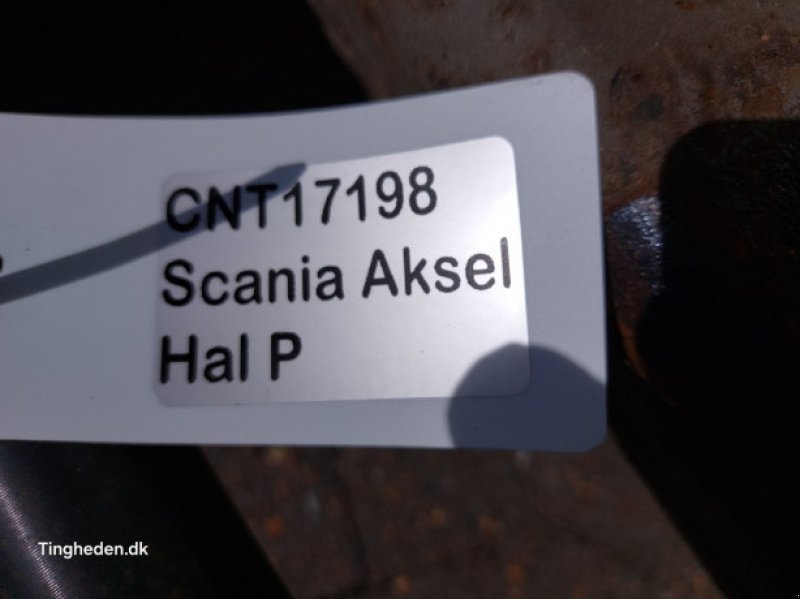 CNT17198
Scania Aksel
Hal P
Tingheden.dk